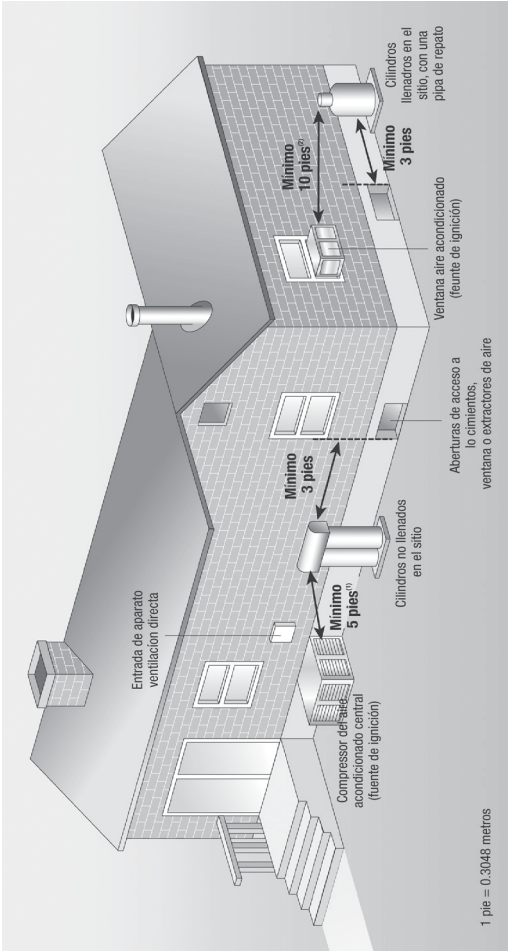 Entrada de aparato
ventilacion directa
Compressor del aire
acondicionado central
(fuente de ignición)
Mínimo
5 pies(1)
Cilindros no llenados
en el sitio
Mínimo
3 pies
Aberturas de acceso a
lo cimientos,
ventana o extractores de aire
Ventana aire acondicionado
(feunte de ignición)
Mínimo
10 pies(2)
Mínimo
3 pies
Cilindros
llenadros en el
sitio, con una
pipa de repato
1 pie = 0.3048 metros